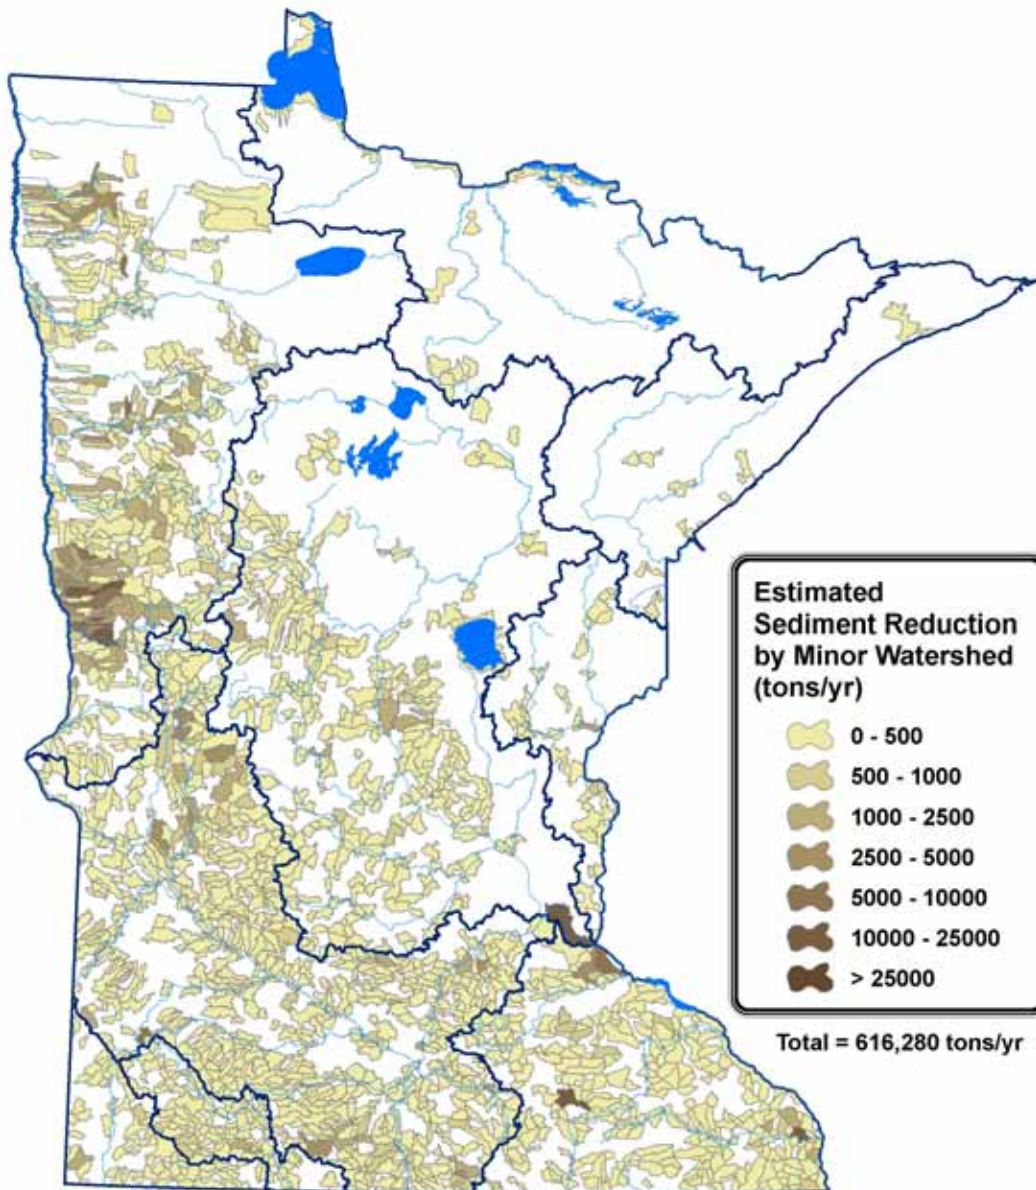 Estimated
Sediment Reduction
by Minor Watershed
(tons/yr)
0 - 500
500 - 1000
1000 - 2500
2500 - 5000
5000 - 10000
10000 - 25000
> 25000
Total = 616,280 tons/yr